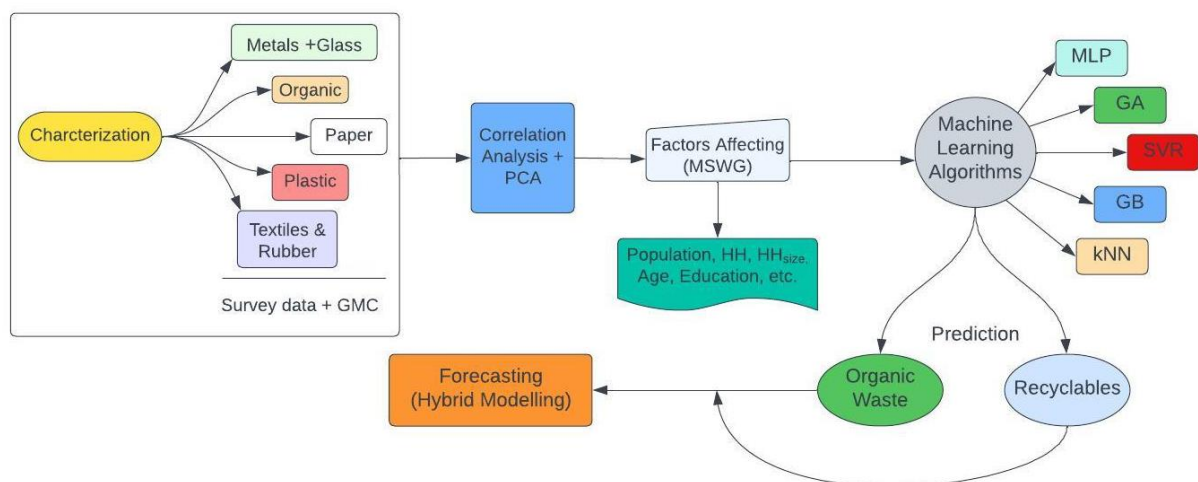 Metals +Glass
Organic
Charcterization
Paper
Plastic
Textiles &
Rubber
Survey data + GMC
Correlation
Analysis +
PCA
Factors Affecting
(MSWG)
Population, HH, HHsize,
Age, Education, etc.
Machine
Learning
Algorithms
MLP
GA
SVR
GB
kNN
Prediction
Organic
Waste
Recyclables
Forecasting
(Hybrid Modelling)